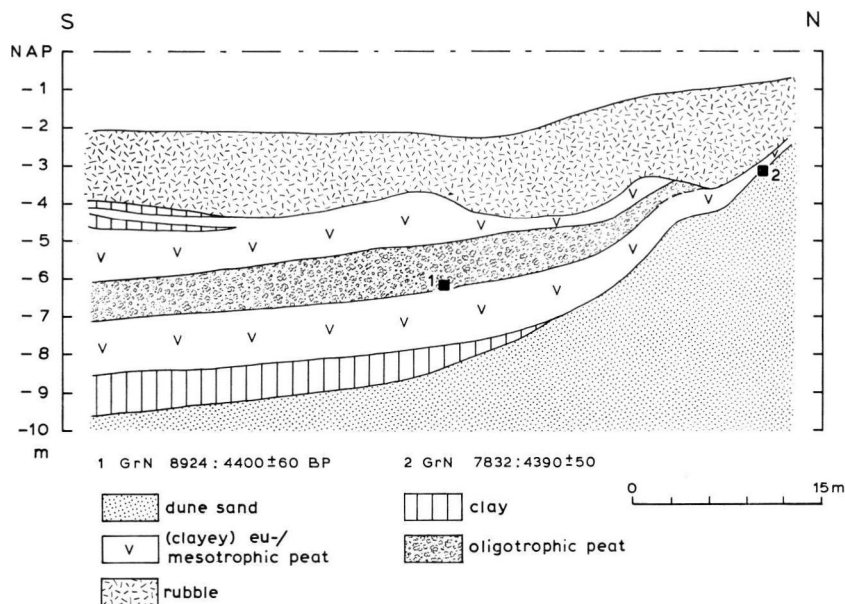 S N
NAP
-1
-2
-3
2
-4
-5
-6
1
-7
-8
-9
-10
m
1 GrN 8924 : 4400 ± 60 BP 2 GrN 7832 : 4390 ± 50
0 15 m
dune sand
clay
(clayey) eu-/
mesotrophic peat
oligotrophic peat
rubble